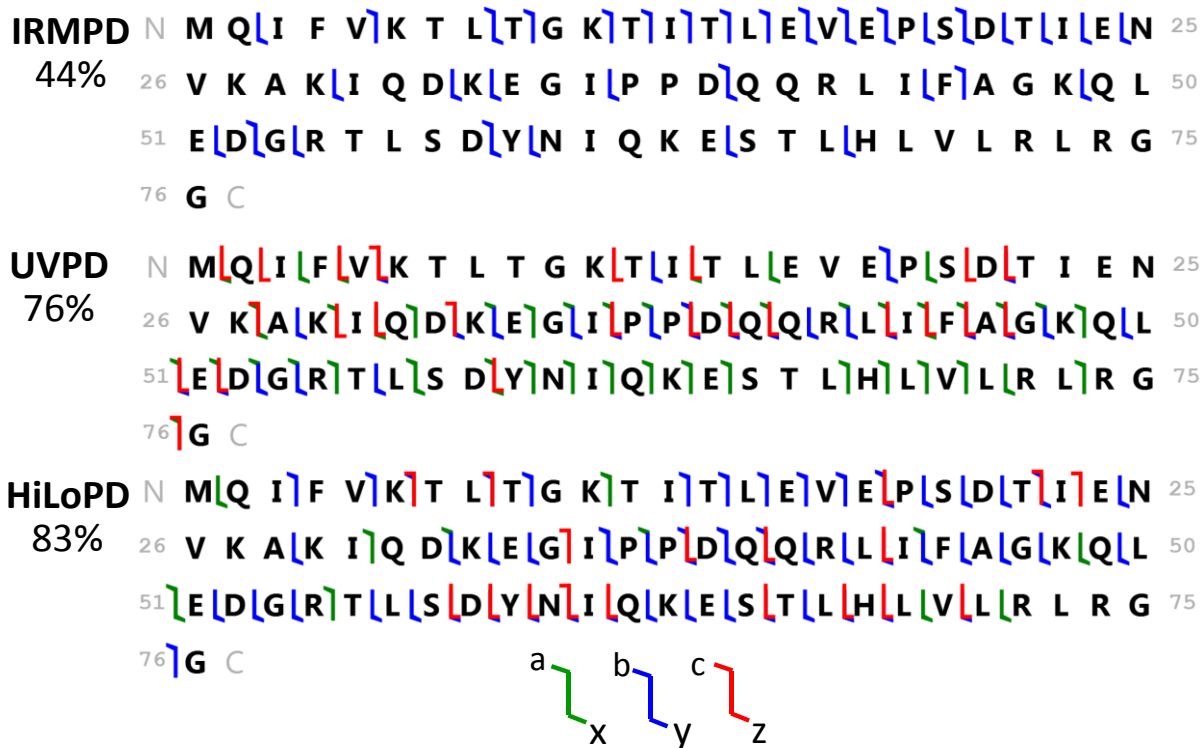 IRMPD N M Q I F V K T L T G K T I T L E V E P S D T I E N 25
44%
26 V K A K I Q D K E G I P P D Q Q R L I F A G K Q L 50
51 E D G R T L S D Y N I Q K E S T L H L V L R L R G 75
76 G C
UVPD N M Q I F V K T L T G K T I T L E V E P S D T I E N 25
76%
26 V K A K I Q D K E G I P P D Q Q R L I F A G K Q L 50
51 E D G R T L S D Y N I Q K E S T L H L V L R L R G 75
76 G C
HiLoPD N M Q I F V K T L T G K T I T L E V E P S D T I E N 25
83%
26 V K A K I Q D K E G I P P D Q Q R L I F A G K Q L 50
51 E D G R T L S D Y N I Q K E S T L H L V L R L R G 75
76 G C
a b c
x y z